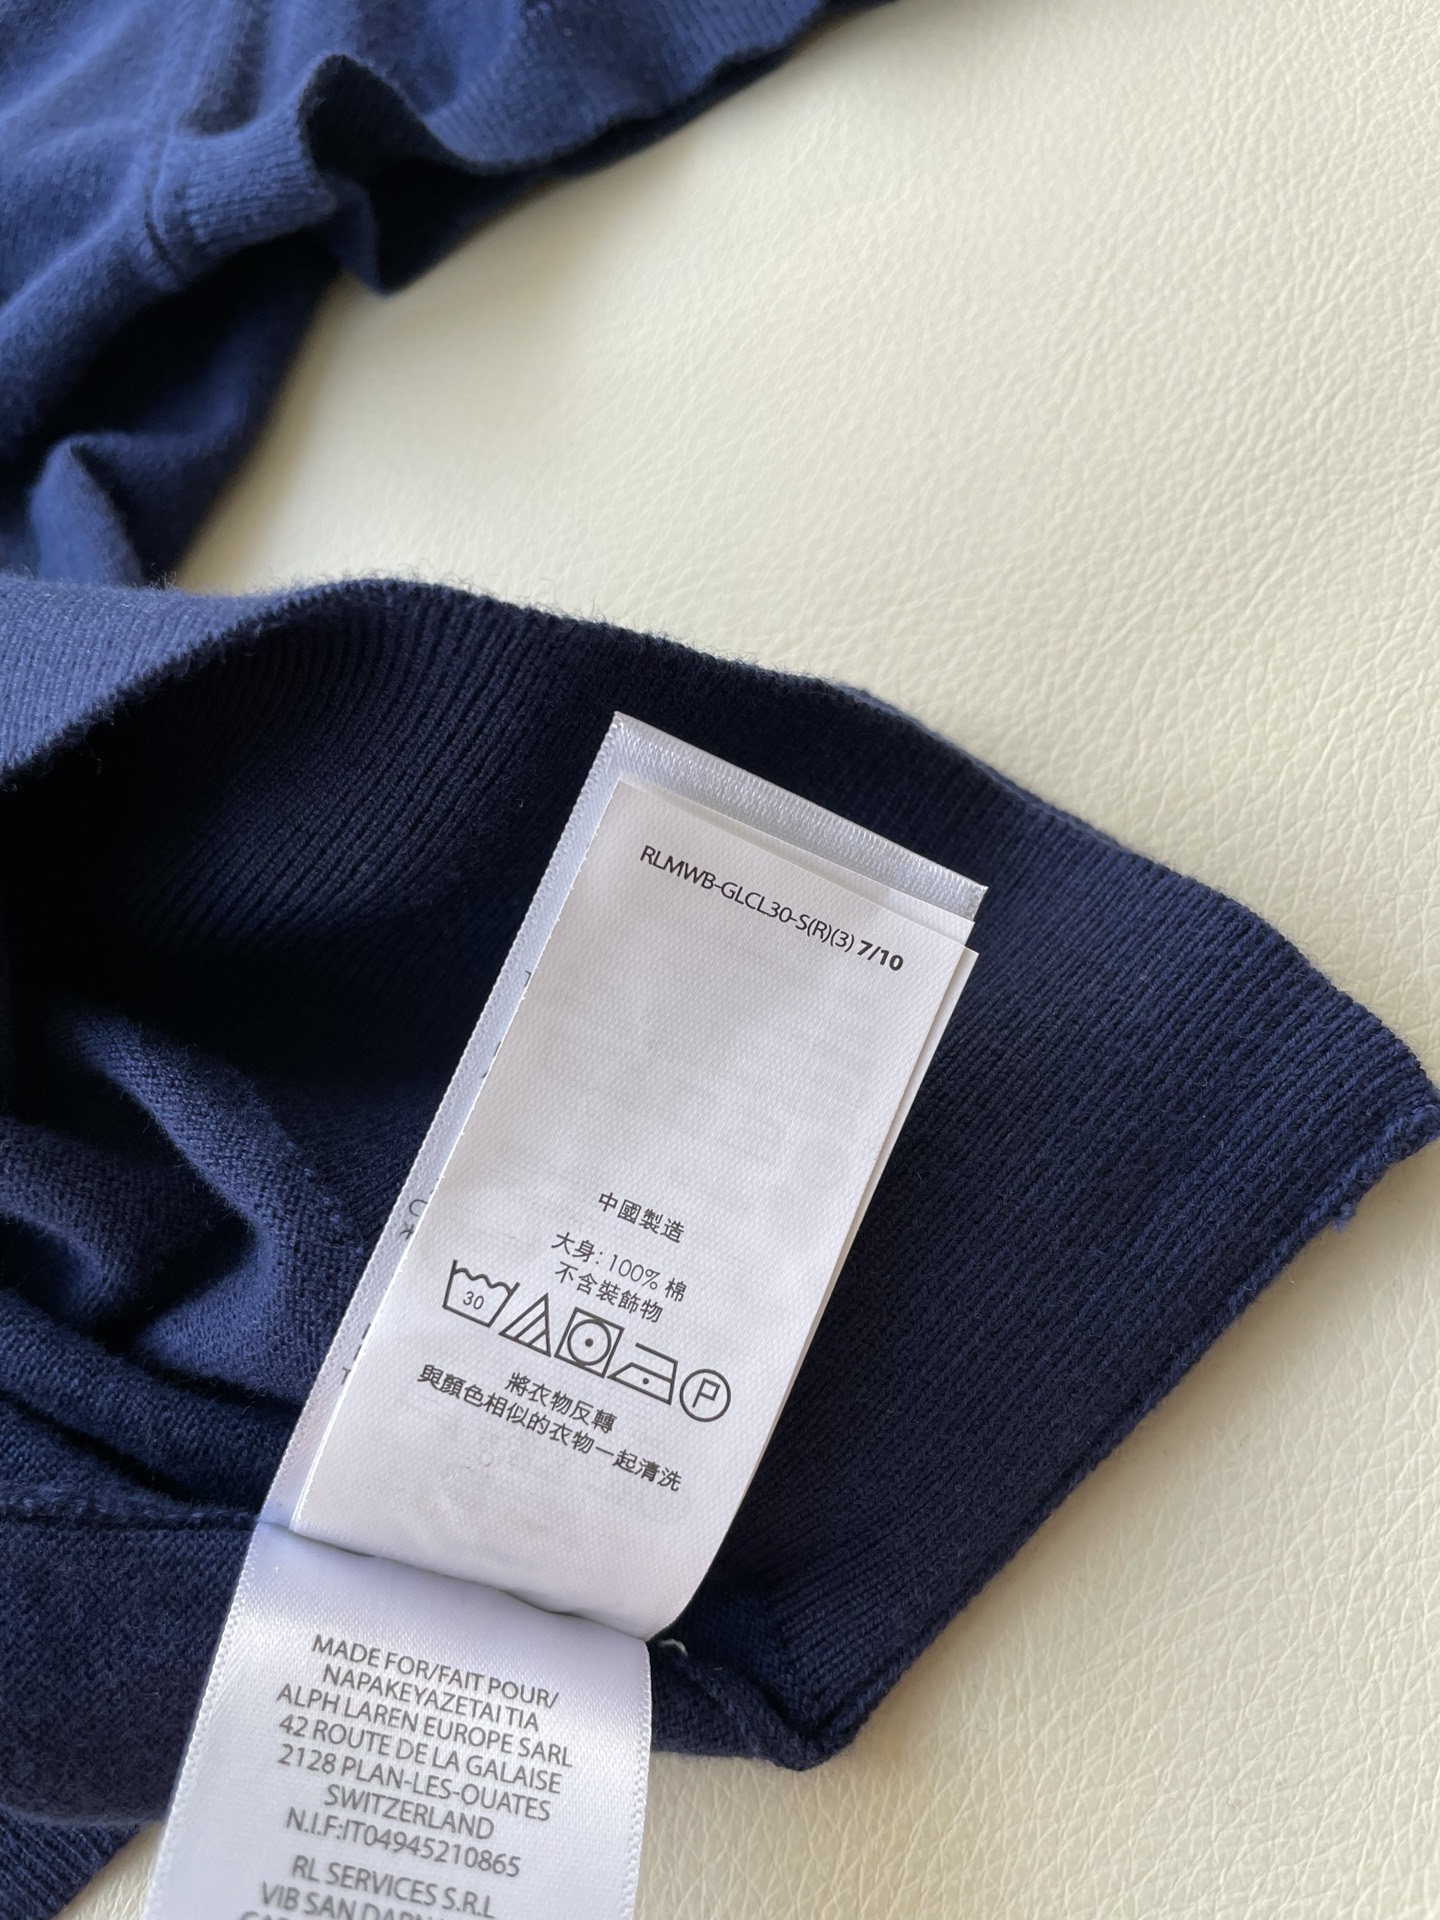 RLMWB-GLCL30-S(R)(3) 7/10
中國製造
大身: 100% 棉
不含裝飾物
30
P
將衣物反轉
與顏色相似的衣物一起清洗
MADE FOR/FAIT POUR/
NAPAKEYAZETAI TIA
ALPH LAREN EUROPE SARL
42 ROUTE DE LA GALAISE
2128 PLAN-LES-OUATES
SWITZERLAND
N.I.F:IT04945210865
RL SERVICES S.R.L
VIB SAN